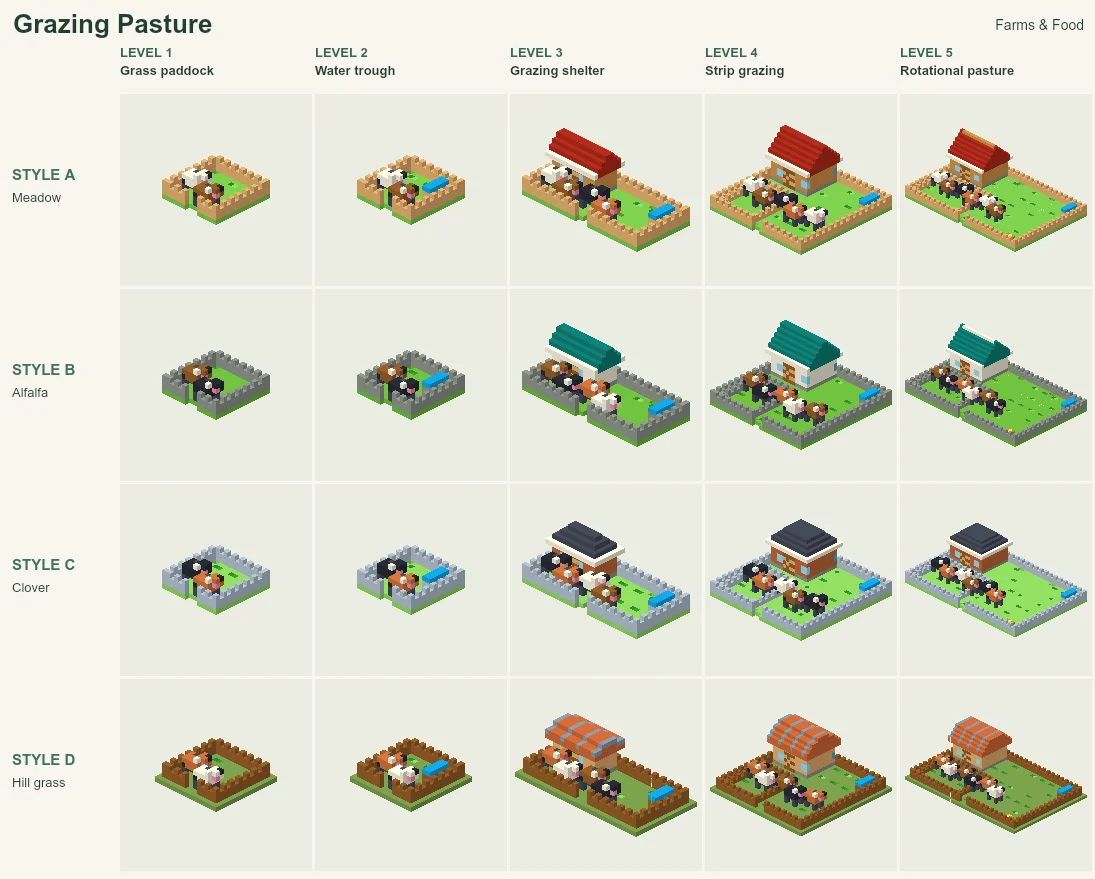 Grazing Pasture
Farms & Food
LEVEL 1
Grass paddock
LEVEL 2
Water trough
LEVEL 3
Grazing shelter
LEVEL 4
Strip grazing
LEVEL 5
Rotational pasture
STYLE A
Meadow
STYLE B
Alfalfa
STYLE C
Clover
STYLE D
Hill grass